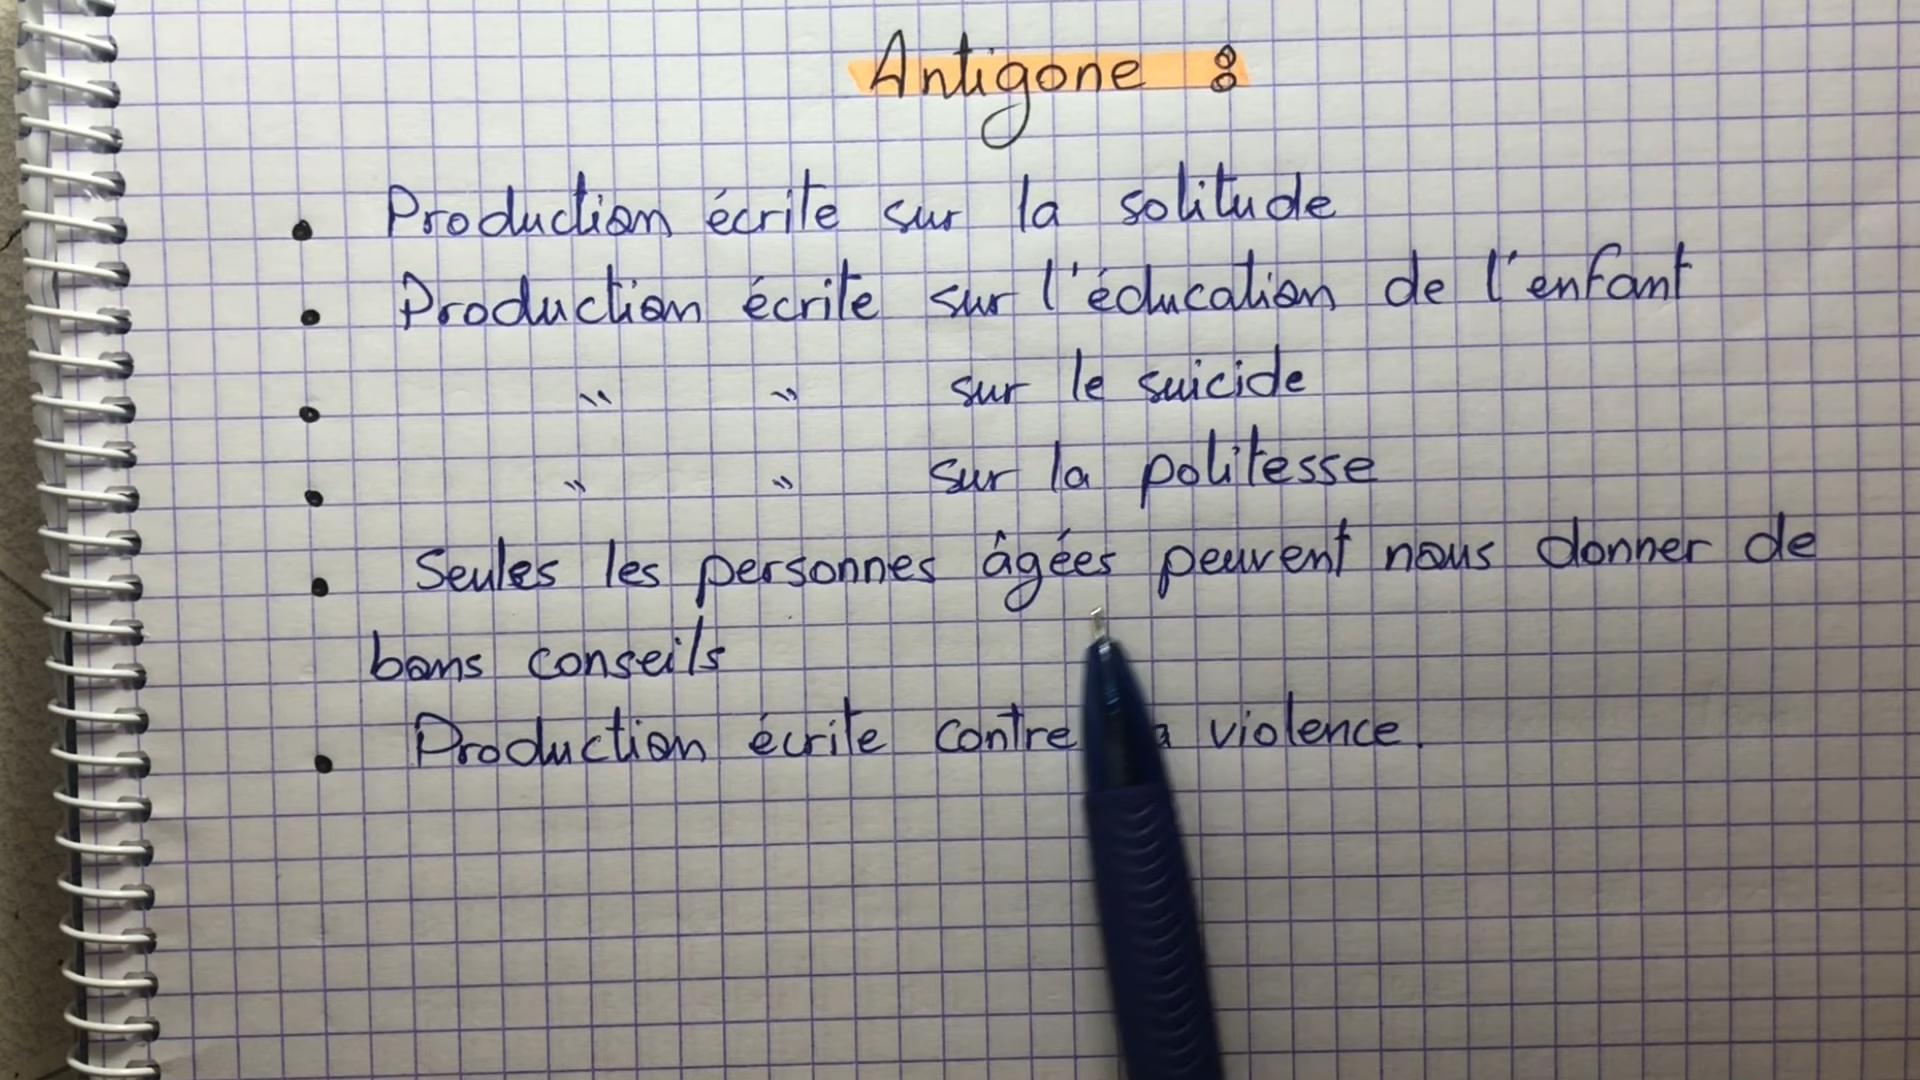 Antigone :
• Production écrite sur la solitude
• Production écrite sur l'éducation de l'enfant
• " " sur le suicide
• " " sur la politesse
• Seules les personnes âgées peuvent nous donner de
bons conseils
• Production écrite contre violence.